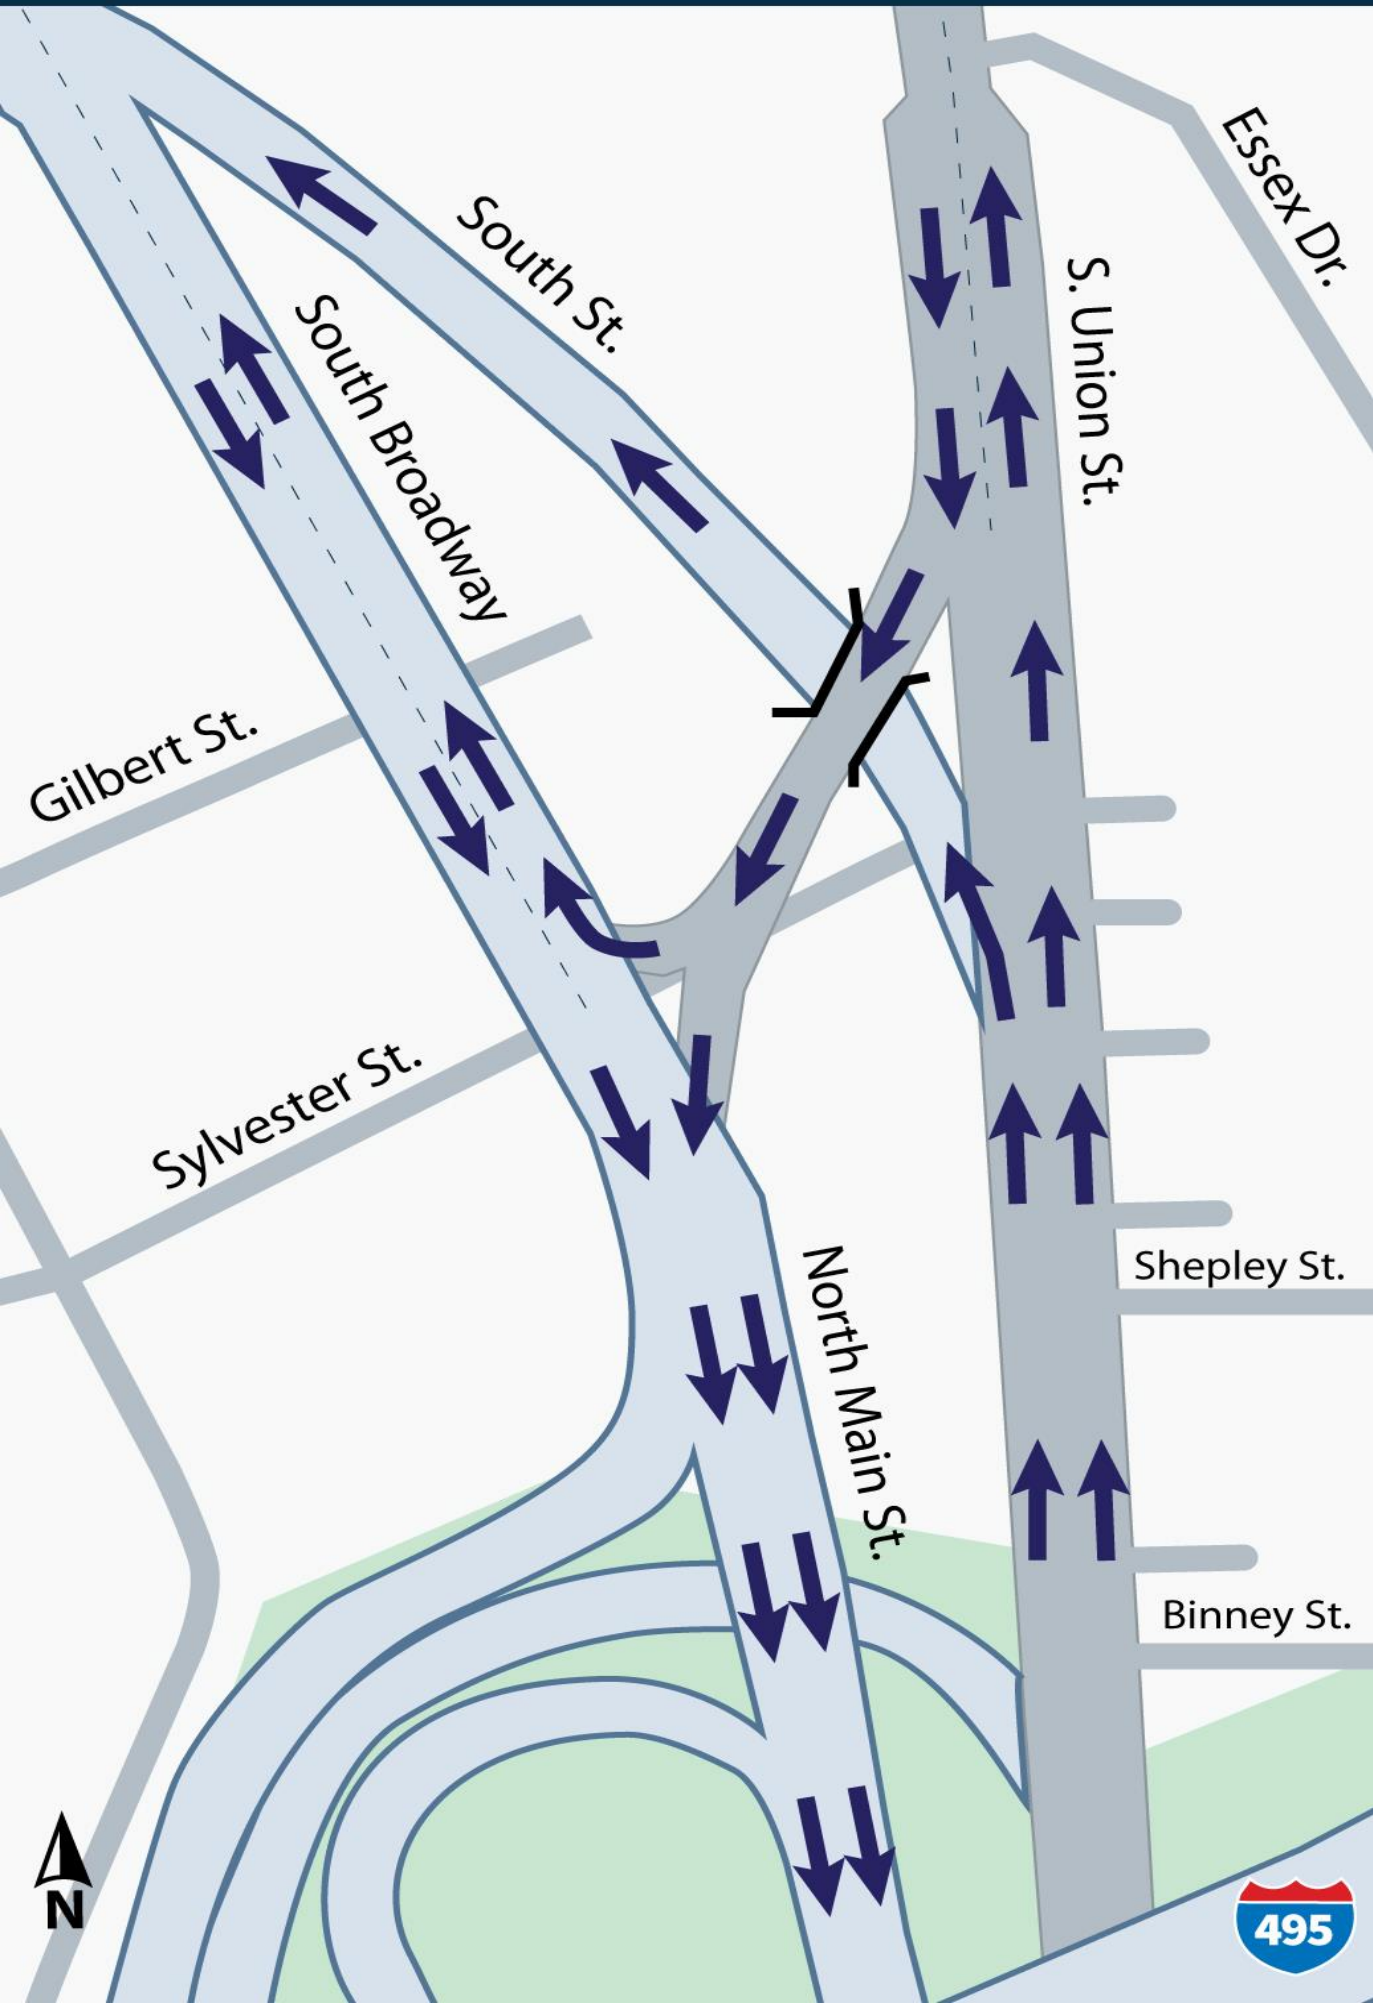 Essex Dr.
South St.
S. Union St.
South Broadway
Gilbert St.
Sylvester St.
Shepley St.
North Main St.
Binney St.
N
495